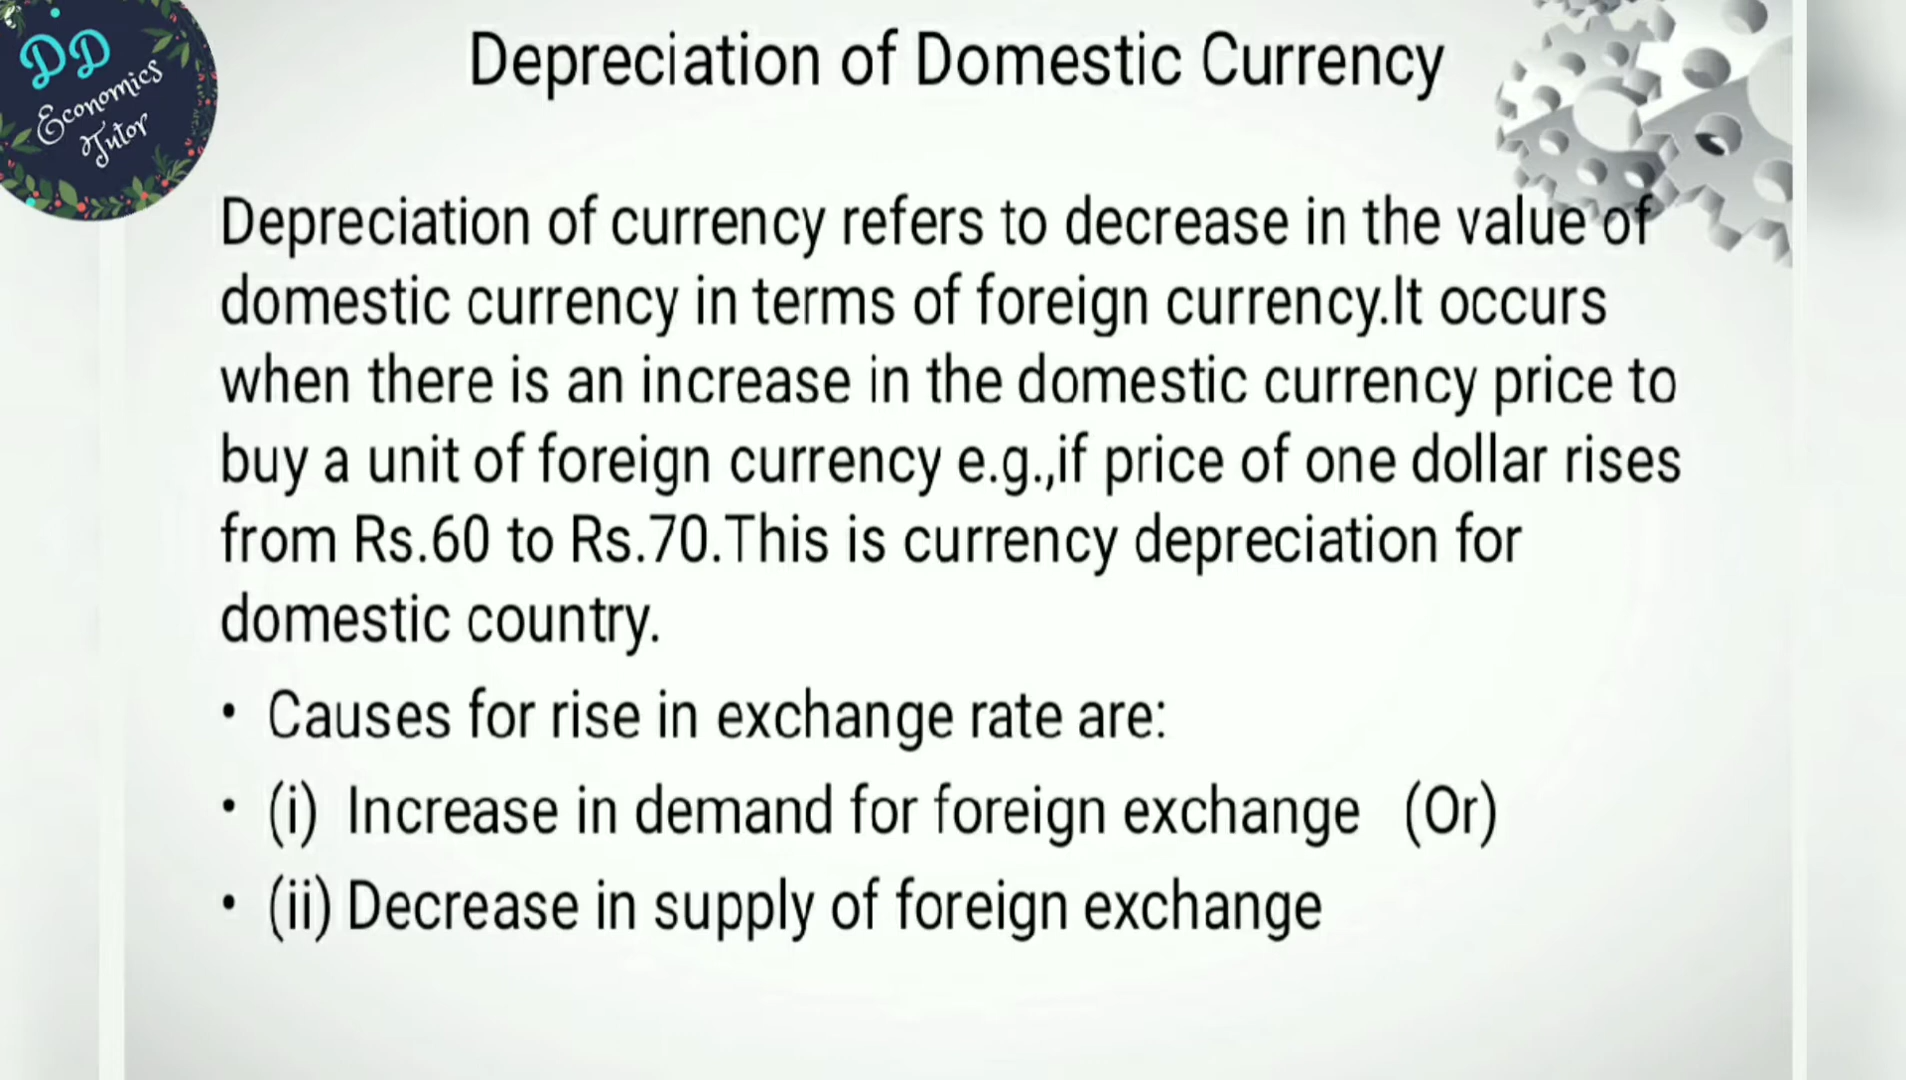 DD
Economics
Tutor
Depreciation of Domestic Currency
Depreciation of currency refers to decrease in the value of
domestic currency in terms of foreign currency.It occurs
when there is an increase in the domestic currency price to
buy a unit of foreign currency e.g.,if price of one dollar rises
from Rs.60 to Rs.70.This is currency depreciation for
domestic country.
• Causes for rise in exchange rate are:
• (i) Increase in demand for foreign exchange (Or)
• (ii) Decrease in supply of foreign exchange